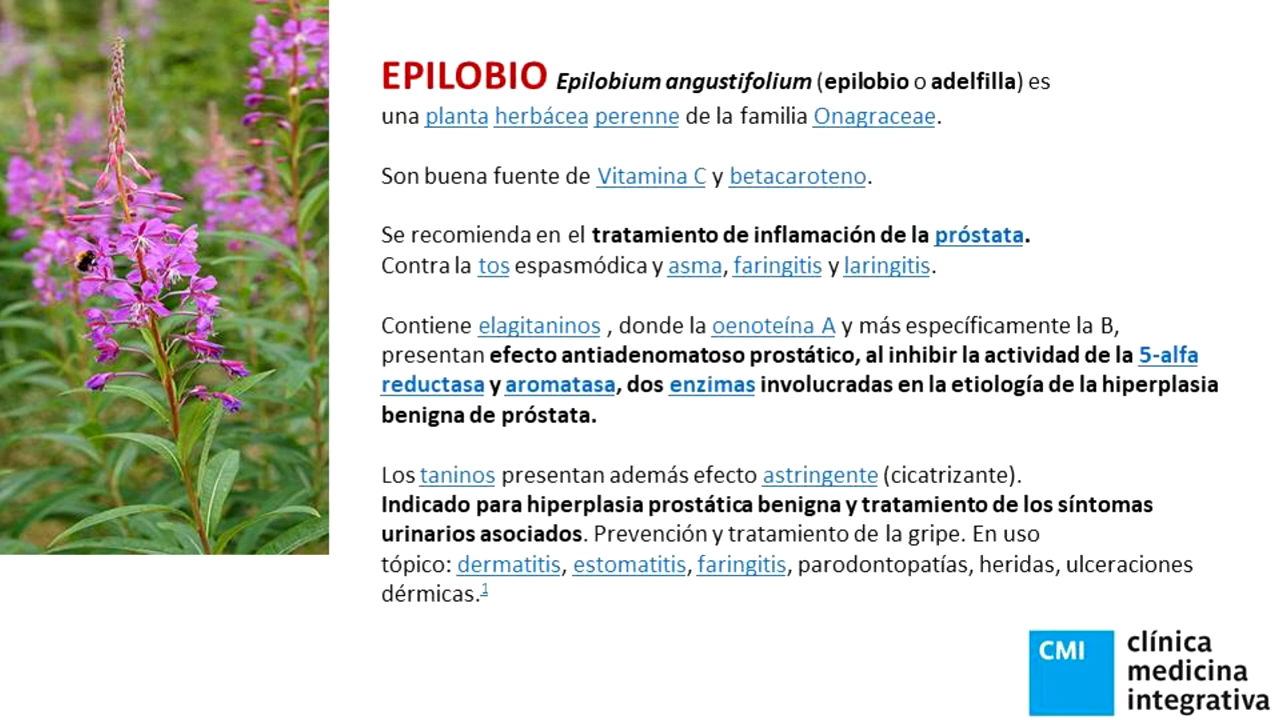 EPILOBIO Epilobium angustifolium (epilobio o adelfilla) es
una planta herbácea perenne de la familia Onagraceae.
Son buena fuente de Vitamina C y betacaroteno.
Se recomienda en el tratamiento de inflamación de la próstata.
Contra la tos espasmódica y asma, faringitis y laringitis.
Contiene elagitaninos , donde la oenoteína A y más específicamente la B,
presentan efecto antiadenomatoso prostático, al inhibir la actividad de la 5-alfa
reductasa y aromatasa, dos enzimas involucradas en la etiología de la hiperplasia
benigna de próstata.
Los taninos presentan además efecto astringente (cicatrizante).
Indicado para hiperplasia prostática benigna y tratamiento de los síntomas
urinarios asociados. Prevención y tratamiento de la gripe. En uso
tópico: dermatitis, estomatitis, faringitis, parodontopatías, heridas, ulceraciones
dérmicas.1
CMI
clínica
medicina
integrativa